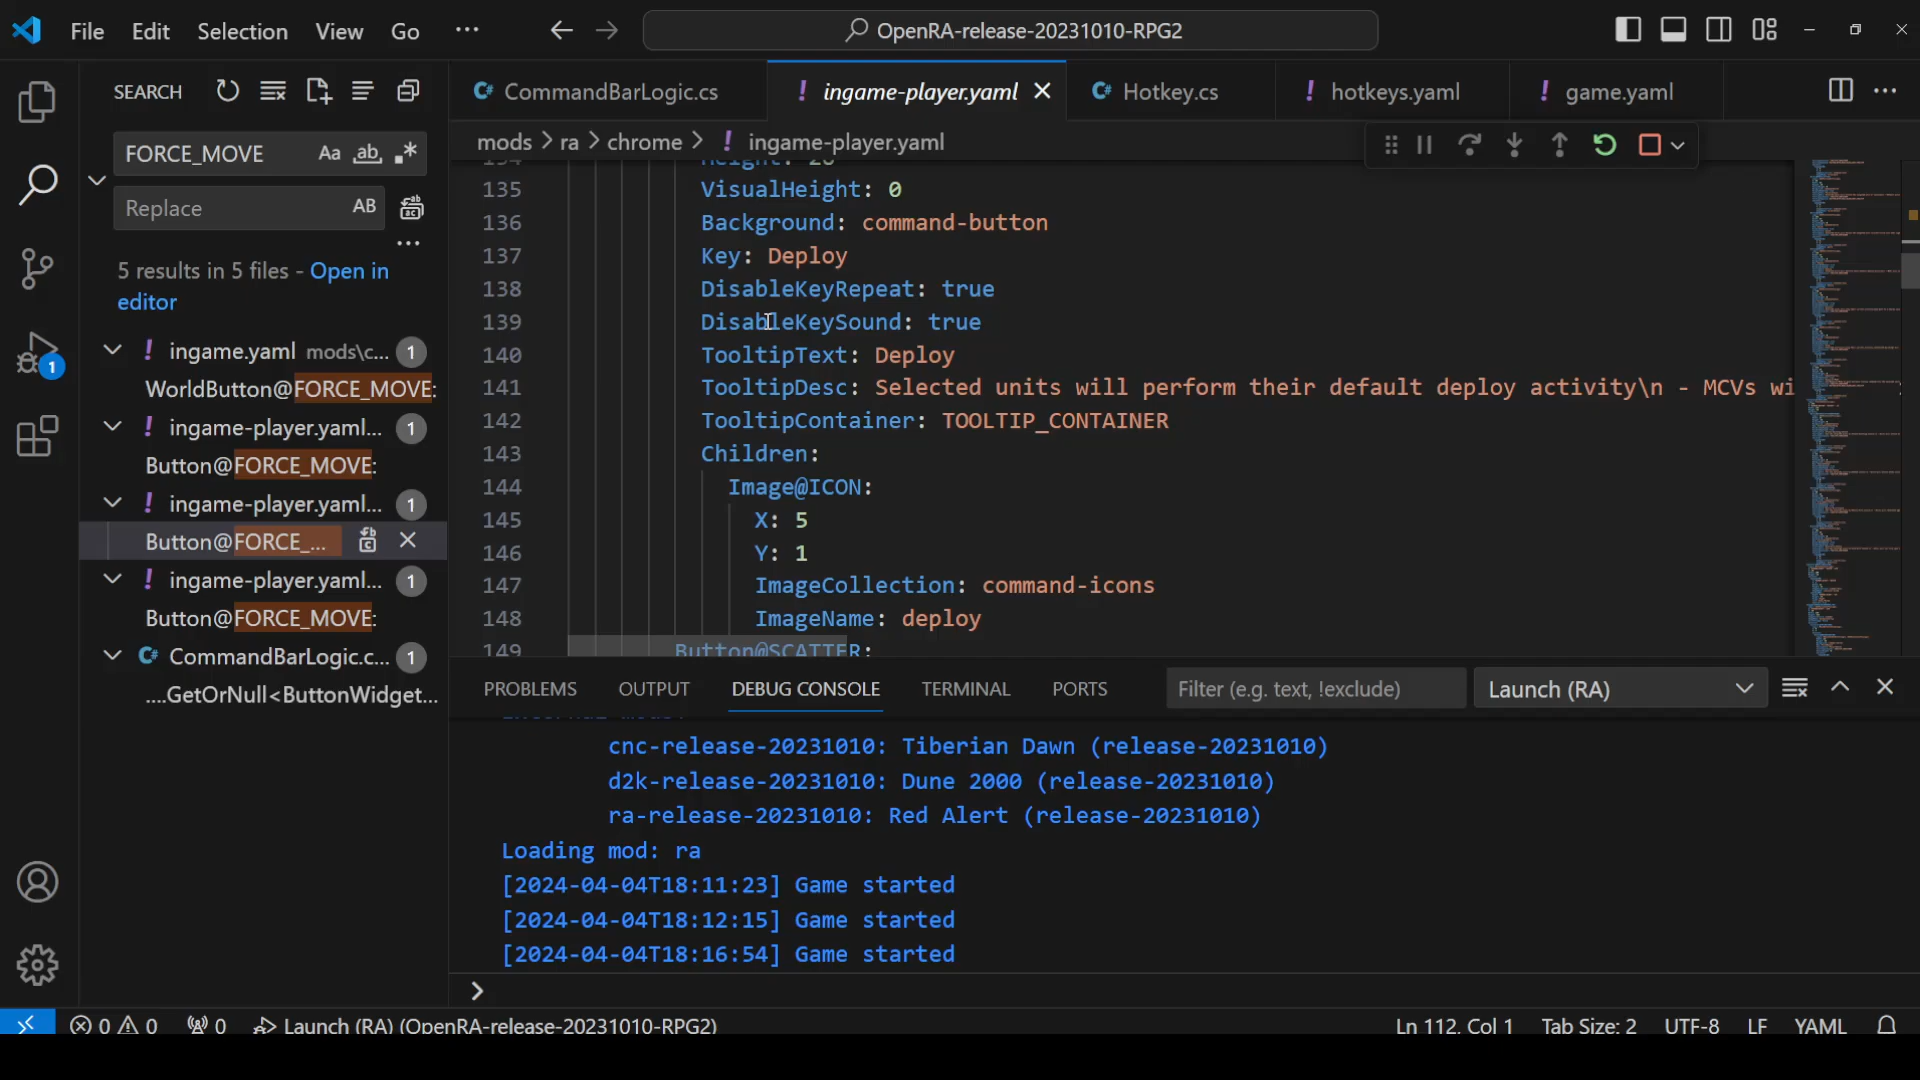 File Edit Selection View Go ··· OpenRA-release-20231010-RPG2
SEARCH
CommandBarLogic.cs ! ingame-player.yaml Hotkey.cs ! hotkeys.yaml ! game.yaml
mods > ra > chrome > ! ingame-player.yaml
FORCE_MOVE Aa ab
Replace AB
5 results in 5 files - Open in
editor
! ingame.yaml mods\c... 1
WorldButton@FORCE_MOVE:
! ingame-player.yaml... 1
Button@FORCE_MOVE:
! ingame-player.yaml... 1
Button@FORCE_...
! ingame-player.yaml... 1
Button@FORCE_MOVE:
CommandBarLogic.c... 1
....GetOrNull<ButtonWidget...
1
135 VisualHeight: 0
136 Background: command-button
137 Key: Deploy
138 DisableKeyRepeat: true
139 DisableKeySound: true
140 TooltipText: Deploy
141 TooltipDesc: Selected units will perform their default deploy activity\n - MCVs wi
142 TooltipContainer: TOOLTIP_CONTAINER
143 Children:
144 Image@ICON:
145 X: 5
146 Y: 1
147 ImageCollection: command-icons
148 ImageName: deploy
149 Button@SCATTER:
PROBLEMS OUTPUT DEBUG CONSOLE TERMINAL PORTS Filter (e.g. text, !exclude) Launch (RA)
cnc-release-20231010: Tiberian Dawn (release-20231010)
d2k-release-20231010: Dune 2000 (release-20231010)
ra-release-20231010: Red Alert (release-20231010)
Loading mod: ra
[2024-04-04T18:11:23] Game started
[2024-04-04T18:12:15] Game started
[2024-04-04T18:16:54] Game started
>
0 0 0 Launch (RA) (OpenRA-release-20231010-RPG2) Ln 112, Col 1 Tab Size: 2 UTF-8 LF YAML